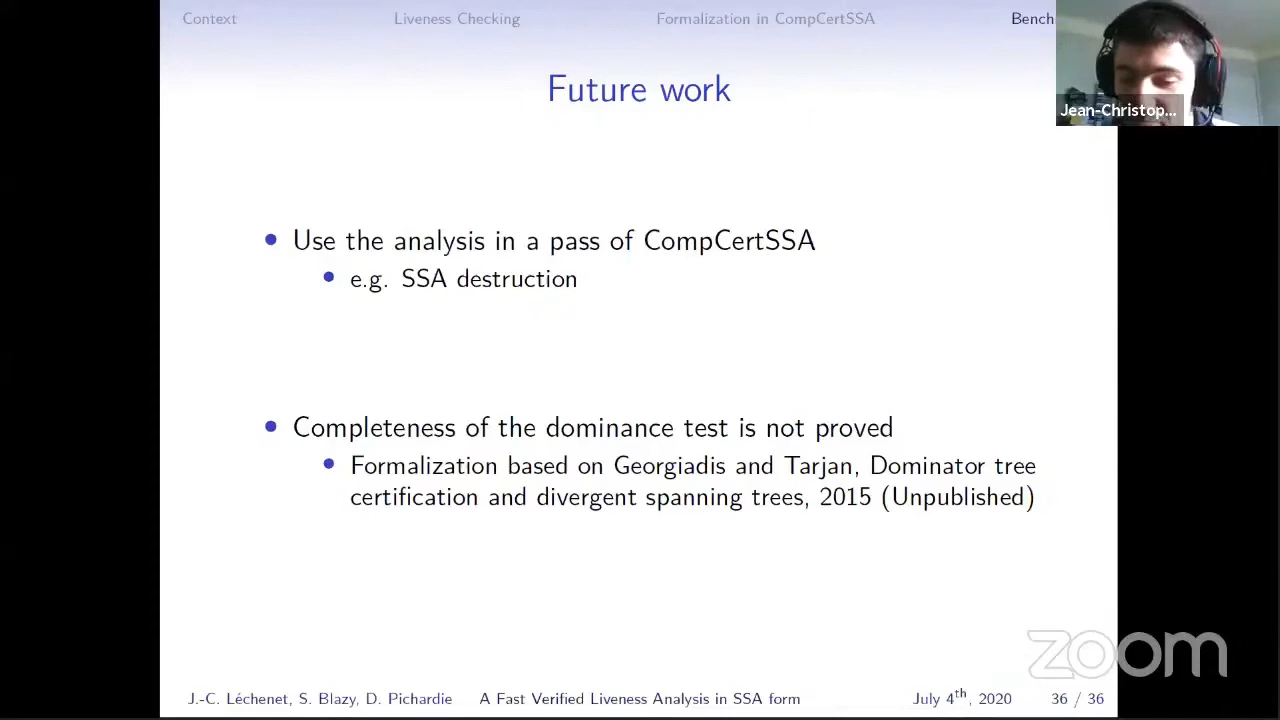 Context Liveness Checking Formalization in CompCertSSA Bench
Future work
Jean-Christop...
• Use the analysis in a pass of CompCertSSA
• e.g. SSA destruction
• Completeness of the dominance test is not proved
• Formalization based on Georgiadis and Tarjan, Dominator tree
certification and divergent spanning trees, 2015 (Unpublished)
zoom
J.-C. Léchenet, S. Blazy, D. Pichardie A Fast Verified Liveness Analysis in SSA form July 4th, 2020 36 / 36